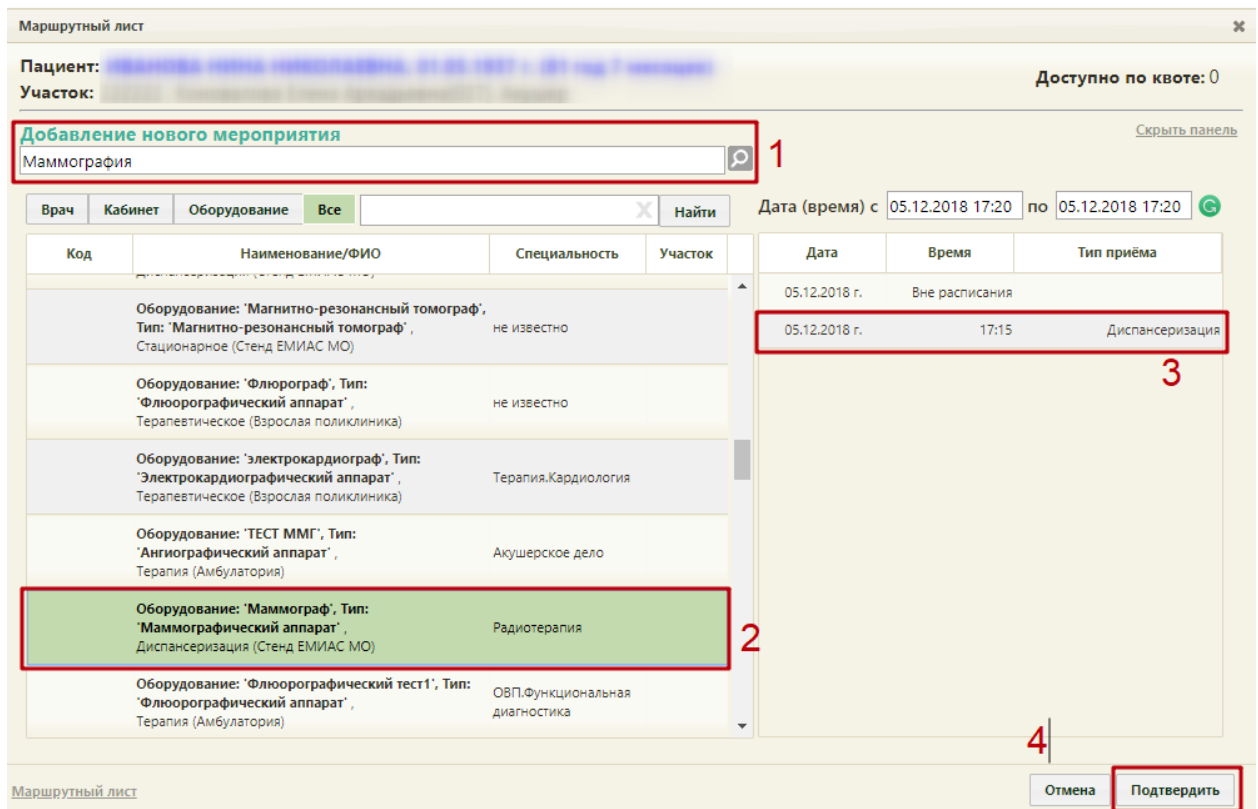 Маршрутный лист
Пациент:
Участок:
Доступно по квоте: 0
Добавление нового мероприятия
Скрыть панель
Маммография
1
Врач Кабинет Оборудование Все Найти
Дата (время) с 05.12.2018 17:20 по 05.12.2018 17:20
Код Наименование/ФИО Специальность Участок
Оборудование: 'Магнитно-резонансный томограф',
Тип: 'Магнитно-резонансный томограф' , не известно
Стационарное (Стенд ЕМИАС МО)
Оборудование: 'Флюрограф', Тип:
'Флюорографический аппарат' , не известно
Терапевтическое (Взрослая поликлиника)
Оборудование: 'электрокардиограф', Тип:
'Электрокардиографический аппарат' , Терапия.Кардиология
Терапевтическое (Взрослая поликлиника)
Оборудование: 'ТЕСТ ММГ', Тип:
'Ангиографический аппарат' , Акушерское дело
Терапия (Амбулатория)
Оборудование: 'Маммограф', Тип:
'Маммографический аппарат' , Радиотерапия
Диспансеризация (Стенд ЕМИАС МО)
2
Оборудование: 'Флюорографический тест1', Тип:
'Флюорографический аппарат' ,
Терапия (Амбулатория)
ОВП.Функциональная
диагностика
Дата Время Тип приёма
05.12.2018 г. Вне расписания
05.12.2018 г. 17:15 Диспансеризация
3
4
Маршрутный лист
Отмена Подтвердить